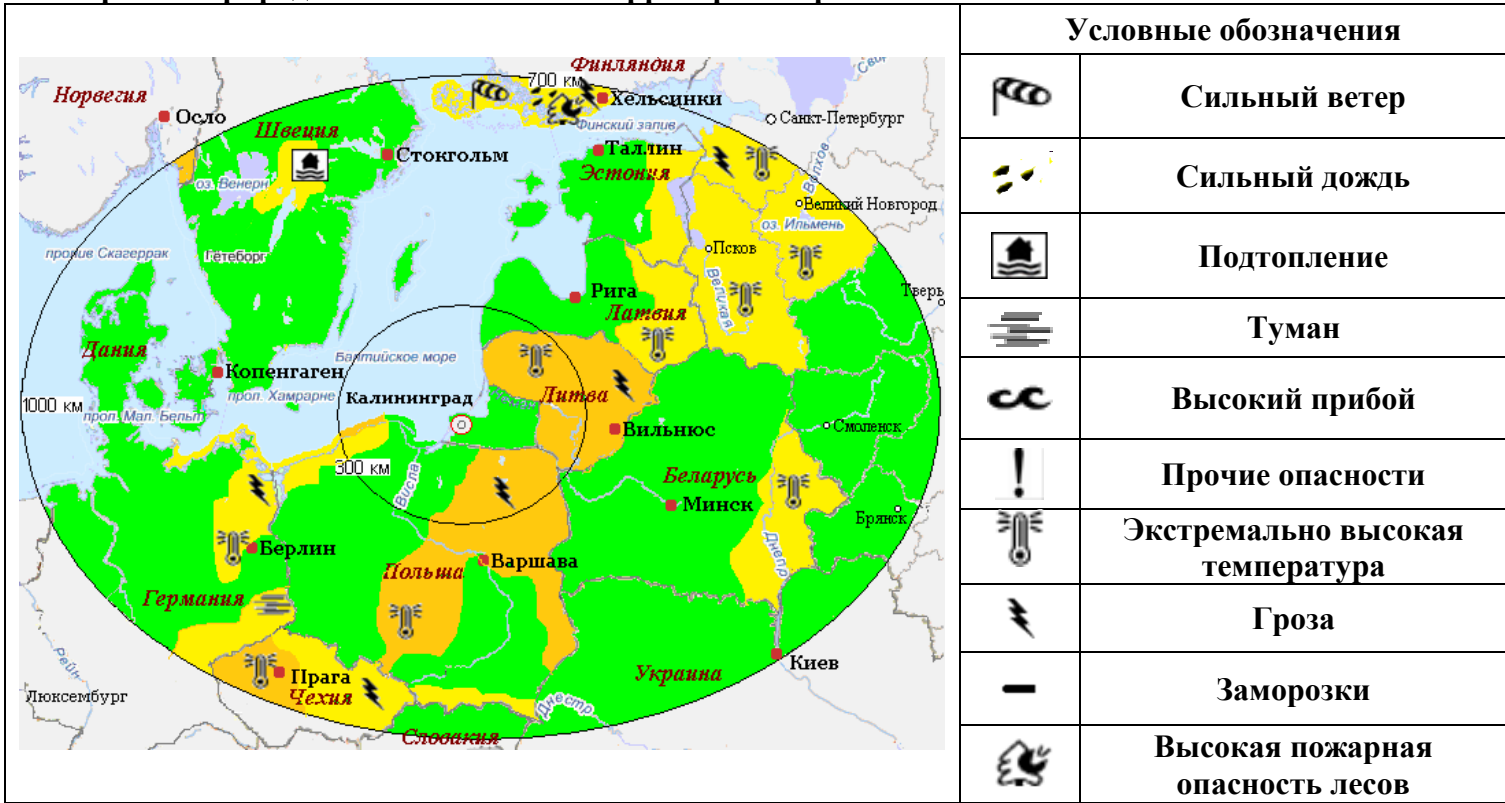 Условные обозначения
Сильный ветер
Сильный дождь
Подтопление
Туман
Высокий прибой
Прочие опасности
Экстремально высокая
температура
Гроза
Заморозки
Высокая пожарная
опасность лесов
Финляндия
700 км
Норвегия
Хельсинки
Осло
Санкт-Петербург
Швеция
Финский
Стокгольм
Таллин
Эстония
Волхов
оз. Венерн
Великий Новгород
оз. Ильмень
Псков
пролив Скагеррак
Гётеборг
Великая
Рига
Тверь
Латвия
Дания
Балтийское море
Копенгаген
Калининград
Литва
1000 км
прол. Мал. Бельт
прол. Хамрарне
Вильнюс
Смоленск
300 км
Висла
Беларусь
Минск
Брянск
Днепр
Берлин
Варшава
Польша
Германия
Рейн
Киев
Украина
Прага
Люксембург
Чехия
Днестр
Словакия